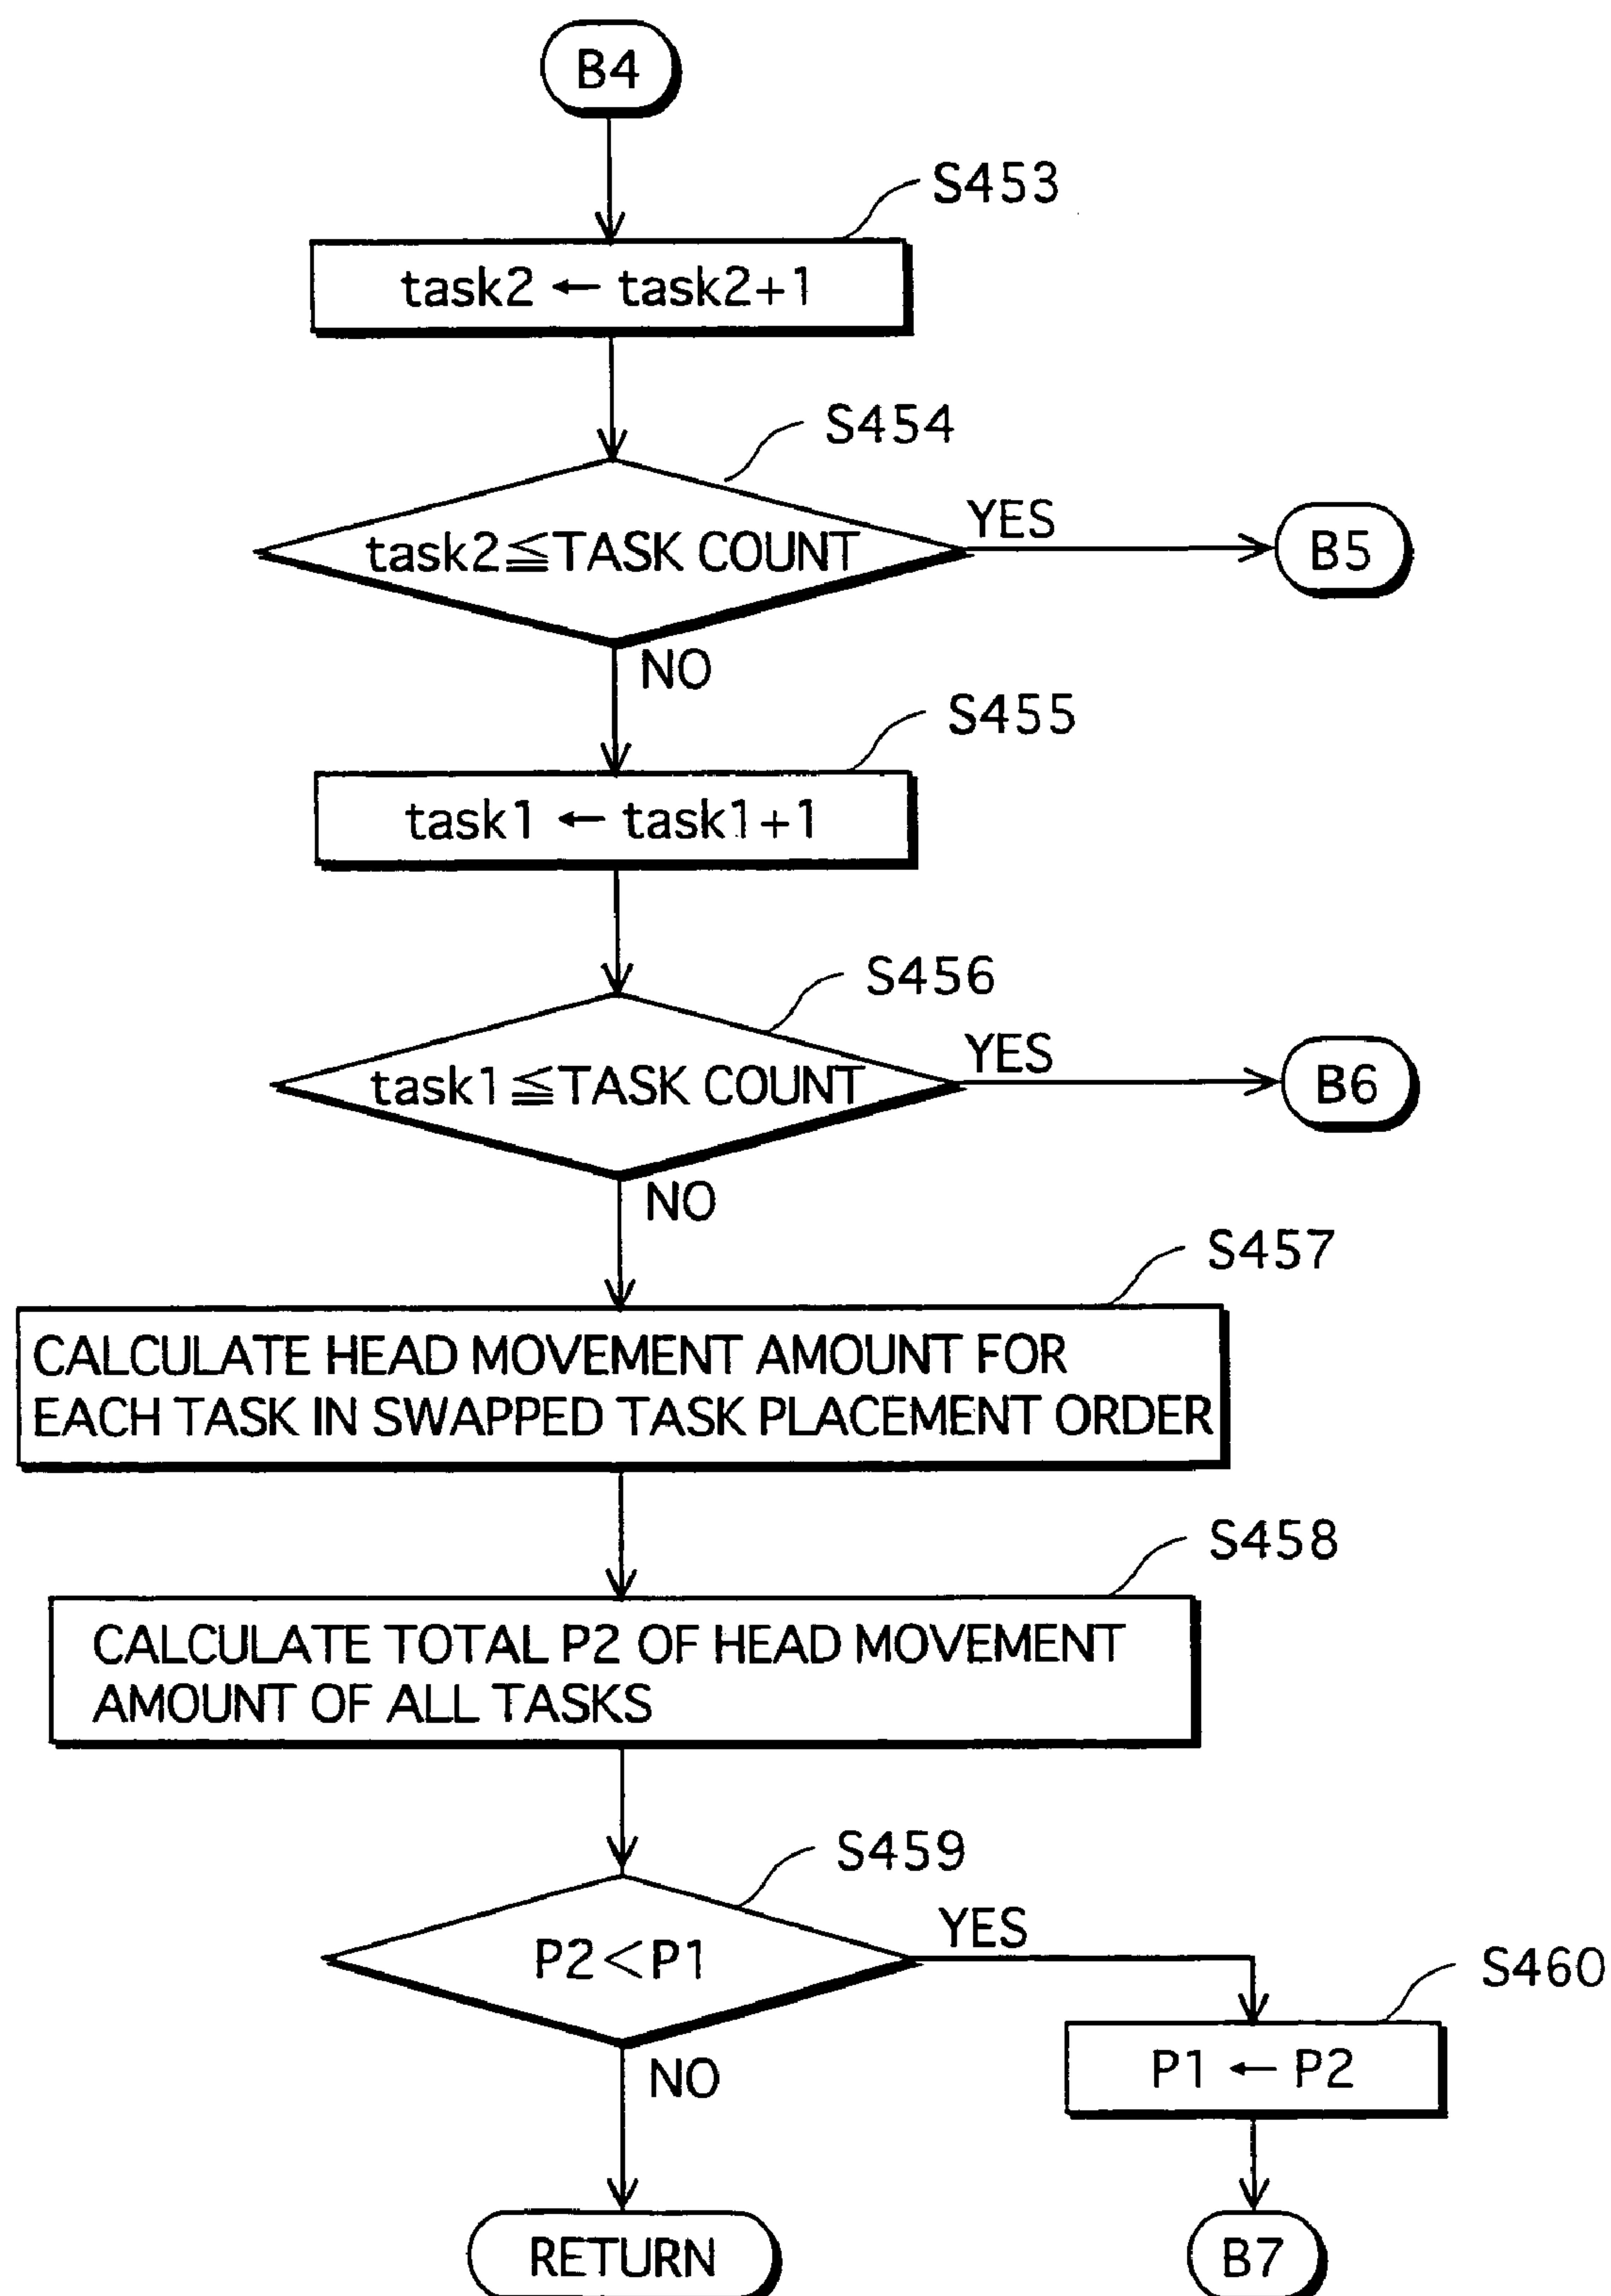 B4
S453
task2 ← task2+1
S454
task2≦TASK COUNT
YES
B5
NO
S455
task1 ← task1+1
S456
task1≦TASK COUNT
YES
B6
NO
S457
CALCULATE HEAD MOVEMENT AMOUNT FOR
EACH TASK IN SWAPPED TASK PLACEMENT ORDER
S458
CALCULATE TOTAL P2 OF HEAD MOVEMENT
AMOUNT OF ALL TASKS
S459
P2<P1
YES
S460
P1 ← P2
NO
RETURN
B7